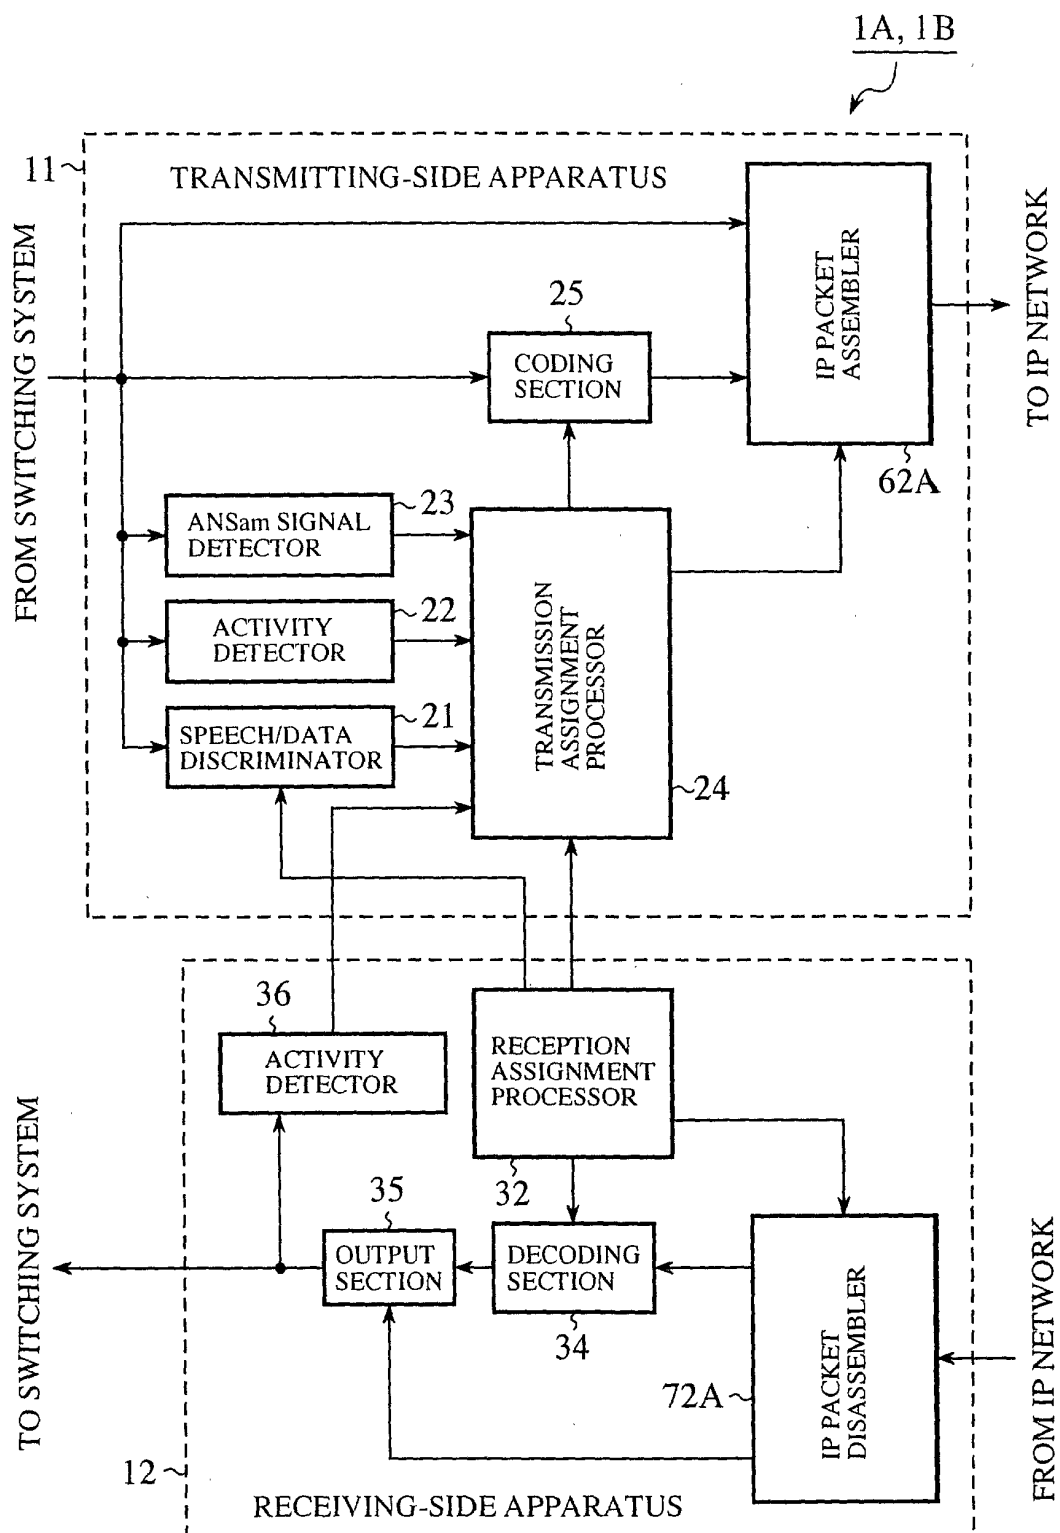 1A, 1B
11
TRANSMITTING-SIDE APPARATUS
FROM SWITCHING SYSTEM
IP PACKET
ASSEMBLER
TO IP NETWORK
25
CODING
SECTION
62A
23
ANSam SIGNAL
DETECTOR
22
ACTIVITY
DETECTOR
21
SPEECH/DATA
DISCRIMINATOR
TRANSMISSION
ASSIGNMENT
PROCESSOR
24
36
ACTIVITY
DETECTOR
RECEPTION
ASSIGNMENT
PROCESSOR
32
TO SWITCHING SYSTEM
35
OUTPUT
SECTION
DECODING
SECTION
34
IP PACKET
DISASSEMBLER
72A
FROM IP NETWORK
12
RECEIVING-SIDE APPARATUS